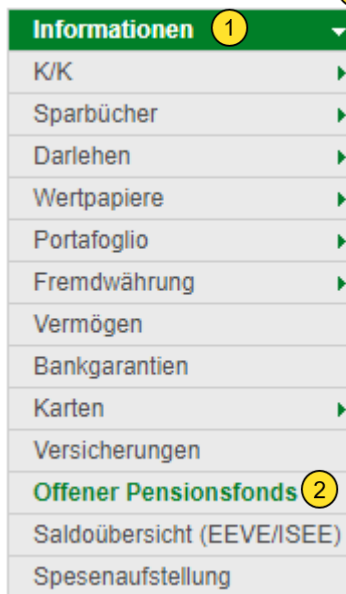 Informationen 1
K/K
Sparbücher
Darlehen
Wertpapiere
Portafoglio
Fremdwährung
Vermögen
Bankgarantien
Karten
Versicherungen
Offener Pensionsfonds 2
Saldoübersicht (EEVE/ISEE)
Spesenaufstellung